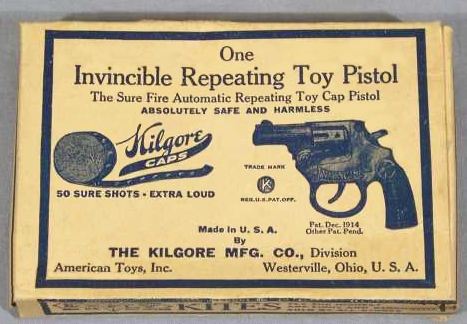 One
Invincible Repeating Toy Pistol
The Sure Fire Automatic Repeating Toy Cap Pistol
ABSOLUTELY SAFE AND HARMLESS
Kilgore
CAPS
50 SURE SHOTS - EXTRA LOUD
TRADE MARK
K
REG. U.S. PAT. OFF.
Pat. Dec. 1914
Other Pat. Pend.
Made in U. S. A.
By
THE KILGORE MFG. CO., Division
American Toys, Inc.
Westerville, Ohio, U. S. A.
KITES